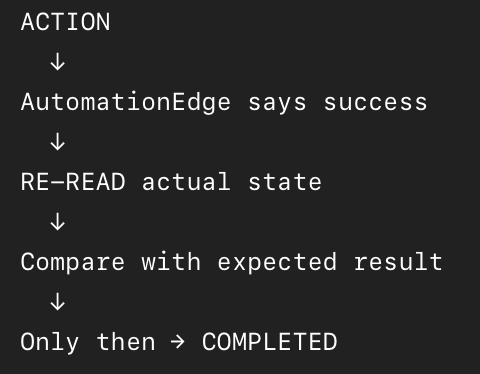 ACTION
↓
AutomationEdge says success
↓
RE–READ actual state
↓
Compare with expected result
↓
Only then → COMPLETED